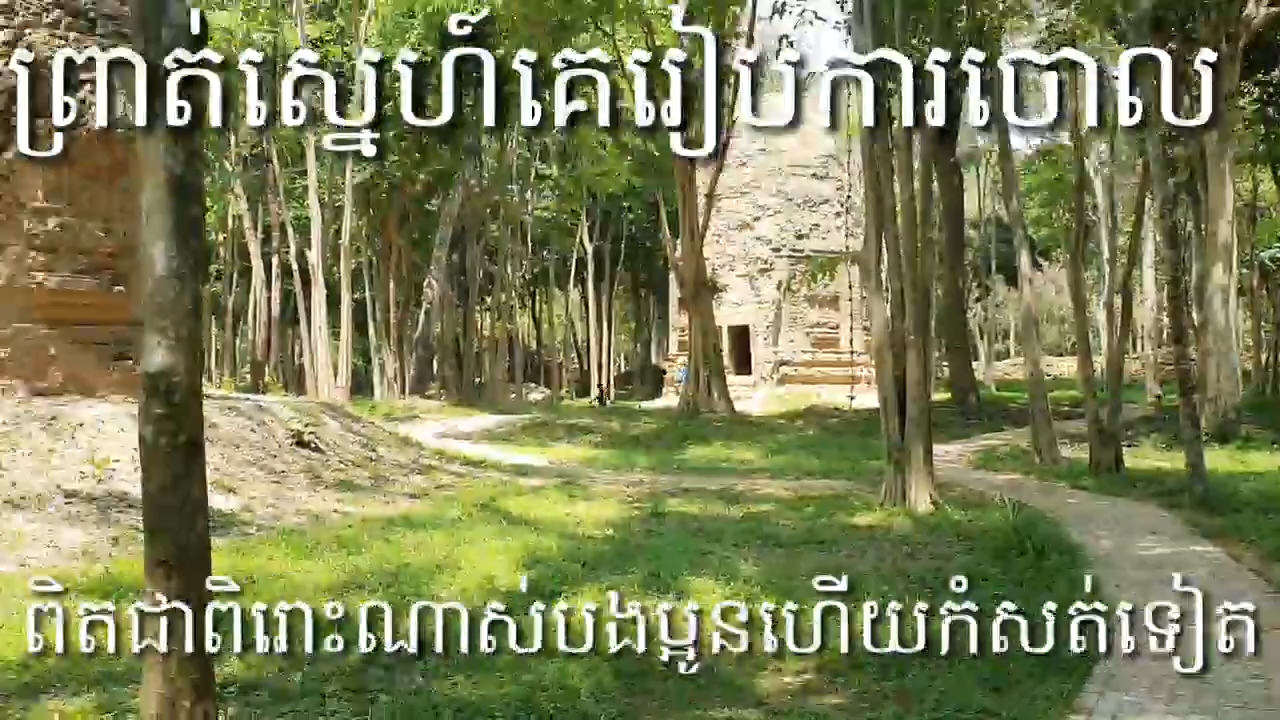 ព្រាត់ស្នេហ៍គេរៀបការចោល
ពិតជាពិរោះណាស់បងប្អូនហើយកំសត់ទៀត